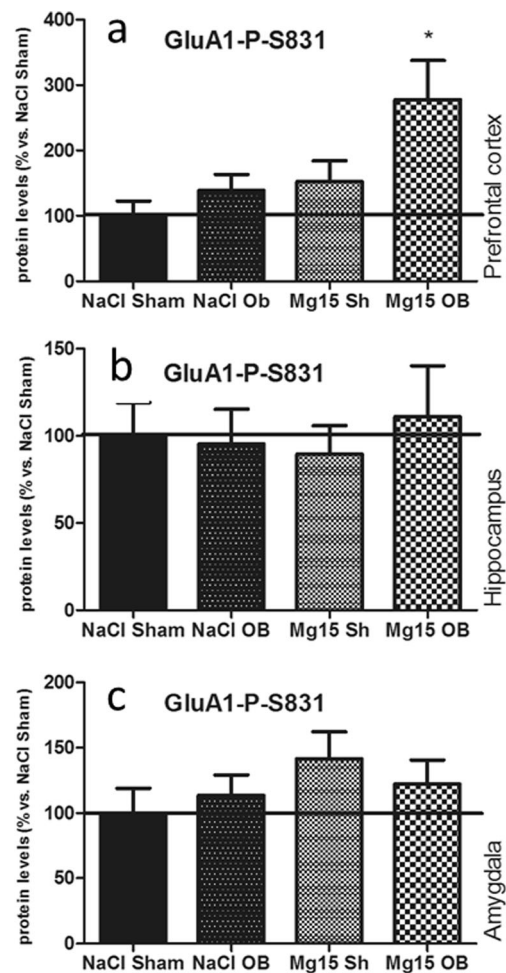 a
GluA1-P-S831
*
protein levels (% vs. NaCl Sham)
400
300
200
100
0
NaCl Sham NaCl Ob Mg15 Sh Mg15 OB
Prefrontal cortex
b
GluA1-P-S831
protein levels (% vs. NaCl Sham)
150
100
50
0
NaCl Sham NaCl OB Mg15 Sh Mg15 OB
Hippocampus
c
GluA1-P-S831
protein levels (% vs. NaCl Sham)
200
150
100
50
0
NaCl Sham NaCl OB Mg15 Sh Mg15 OB
Amygdala